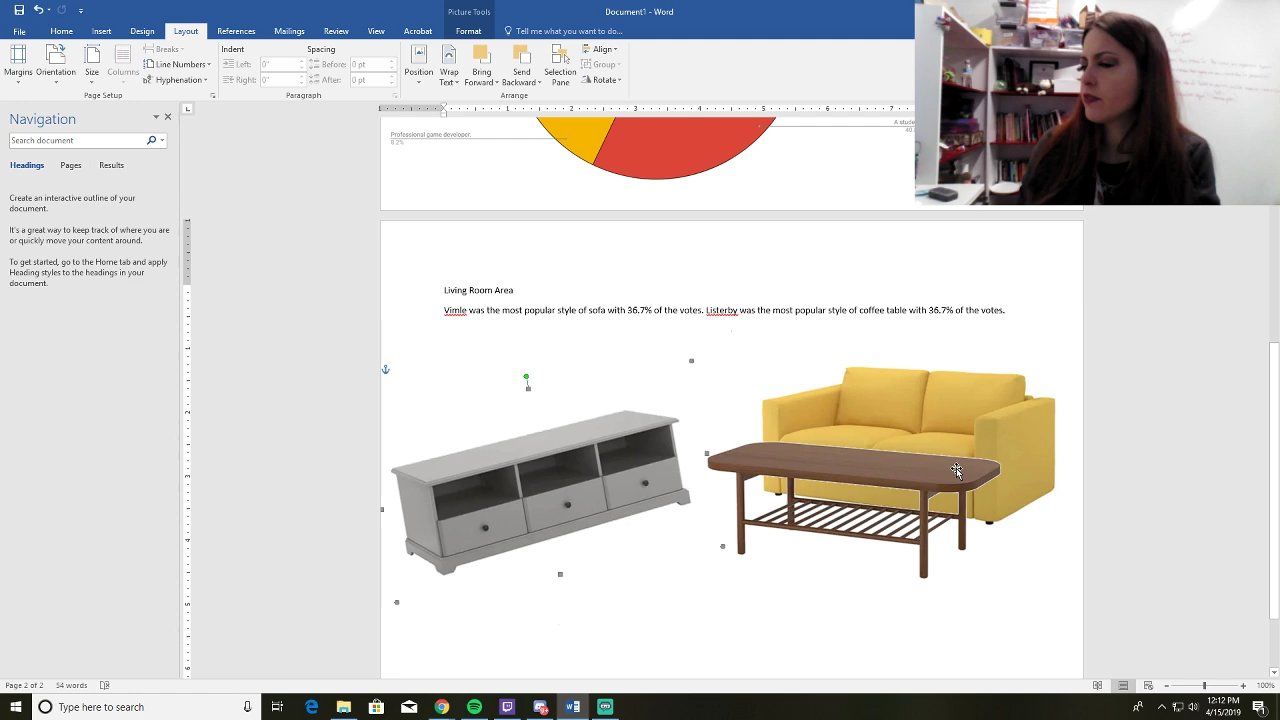 Picture Tools
Document1 - Word
File Home Insert Design Layout References Mailings Review View Acrobat Format Tell me what you want to do...
Margins Orientation Size Columns
Breaks
Line Numbers
Hyphenation
Page Setup
Indent
Left: 0"
Right: 0"
Spacing
Before: 0 pt
After: 0 pt
Paragraph
Position Wrap Text Bring Forward Send Backward Selection Pane
Align
Group
Rotate
Arrange
Navigation
Search document
Headings Pages Results
Create an interactive outline of your
document.
It's a great way to keep track of where you are
or quickly move your content around.
To get started, go to the Home tab and apply
Heading styles to the headings in your
document.
Professional game developer.
8.2%
A stude
40.
Living Room Area
Vimle was the most popular style of sofa with 36.7% of the votes. Listerby was the most popular style of coffee table with 36.7% of the votes.
Page 2 of 2 54 words
100%
Type here to search
12:12 PM
4/15/2019